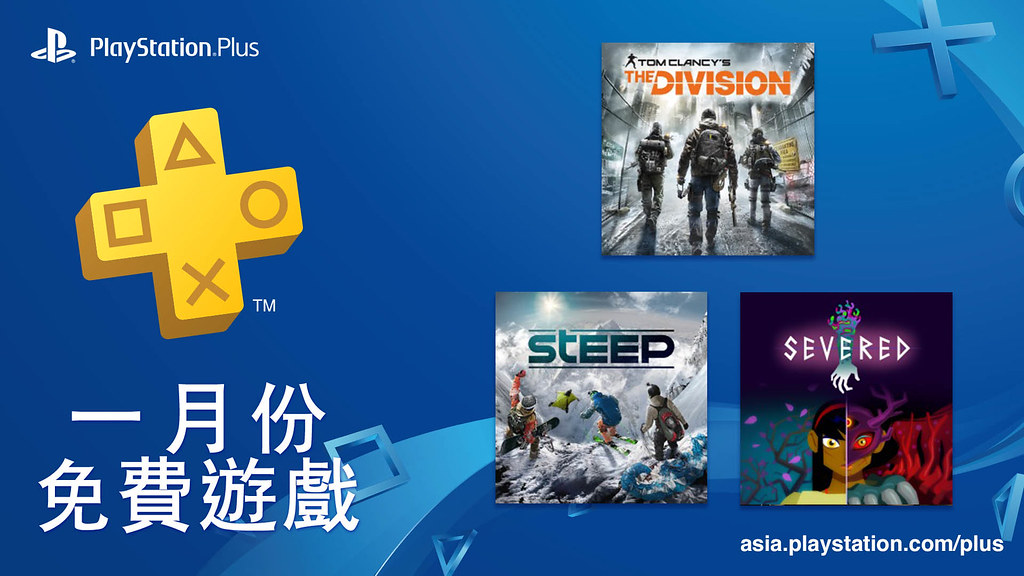 PlayStation.Plus
TOM CLANCY'S
THE DIVISION
TM
STEEP
SEVERED
一月份
免費遊戲
asia.playstation.com/plus